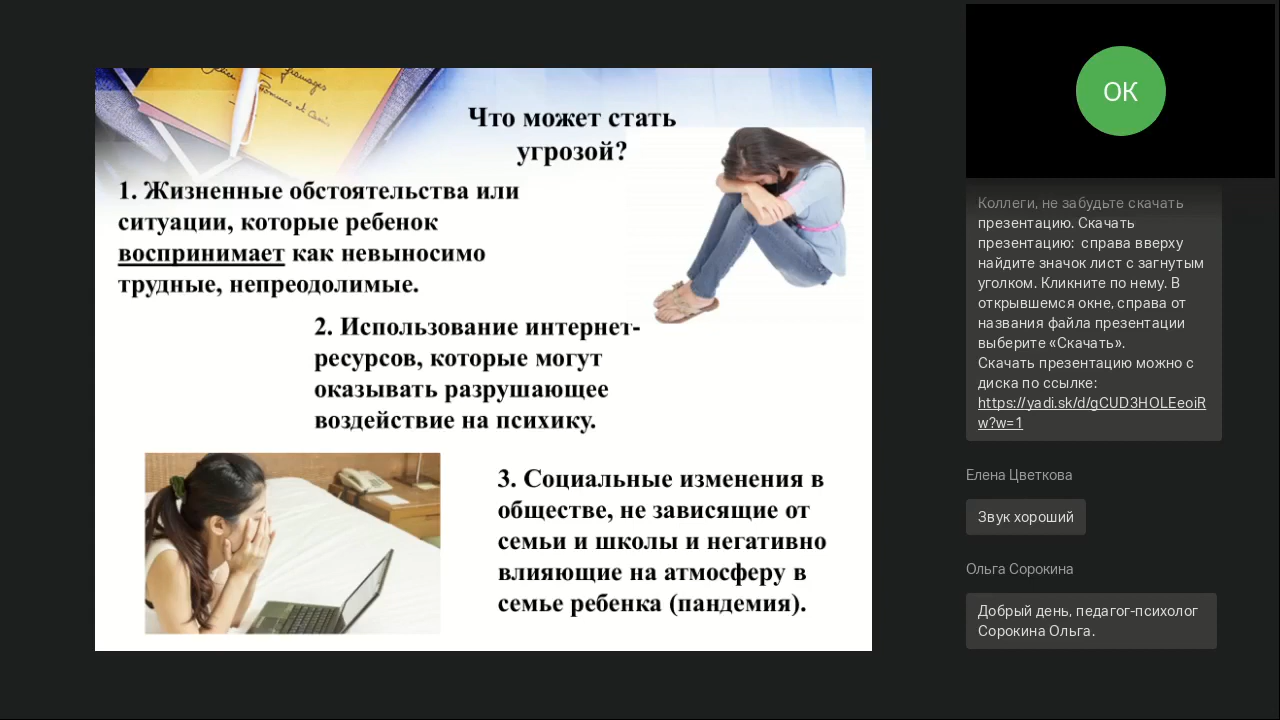 Что может стать
угрозой?
1. Жизненные обстоятельства или
ситуации, которые ребенок
воспринимает как невыносимо
трудные, непреодолимые.
2. Использование интернет-
ресурсов, которые могут
оказывать разрушающее
воздействие на психику.
3. Социальные изменения в
обществе, не зависящие от
семьи и школы и негативно
влияющие на атмосферу в
семье ребенка (пандемия).
ОК
Коллеги, не забудьте скачать
презентацию. Скачать
презентацию: справа вверху
найдите значок лист с загнутым
уголком. Кликните по нему. В
открывшемся окне, справа от
названия файла презентации
выберите «Скачать».
Скачать презентацию можно с
диска по ссылке:
https://yadi.sk/d/gCUD3HOLEeoiR
w?w=1
Елена Цветкова
Звук хороший
Ольга Сорокина
Добрый день, педагог-психолог
Сорокина Ольга.